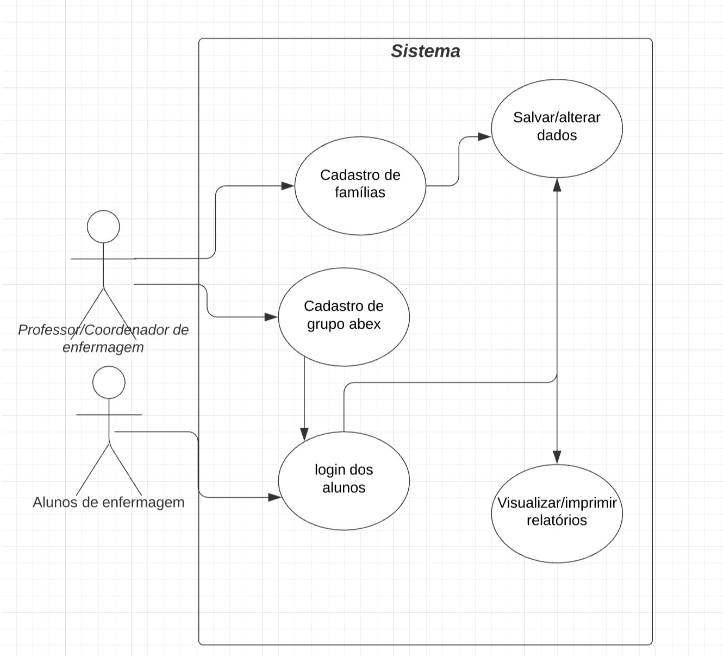 Sistema
Salvar/alterar
dados
Cadastro de
famílias
Cadastro de
grupo abex
Professor/Coordenador de
enfermagem
login dos
alunos
Alunos de enfermagem
Visualizar/imprimir
relatórios